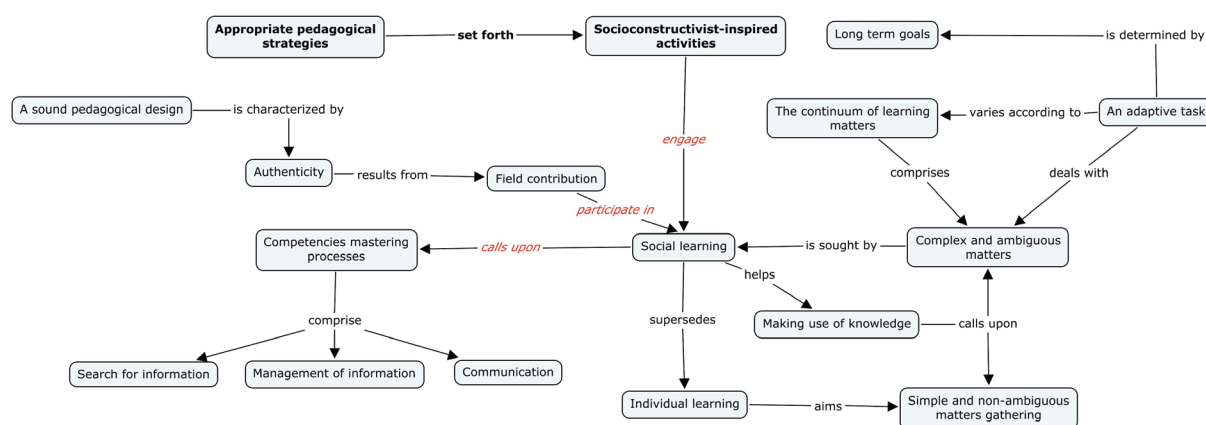 Appropriate pedagogical
strategies
set forth
Socioconstructivist-inspired
activities
Long term goals
is determined by
A sound pedagogical design
is characterized by
The continuum of learning
matters
varies according to
An adaptive task
engage
Authenticity
results from
Field contribution
comprises
deals with
participate in
Competencies mastering
processes
calls upon
Social learning
is sought by
Complex and ambiguous
matters
helps
comprise
supersedes
Making use of knowledge
calls upon
Search for information
Management of information
Communication
Individual learning
aims
Simple and non-ambiguous
matters gathering